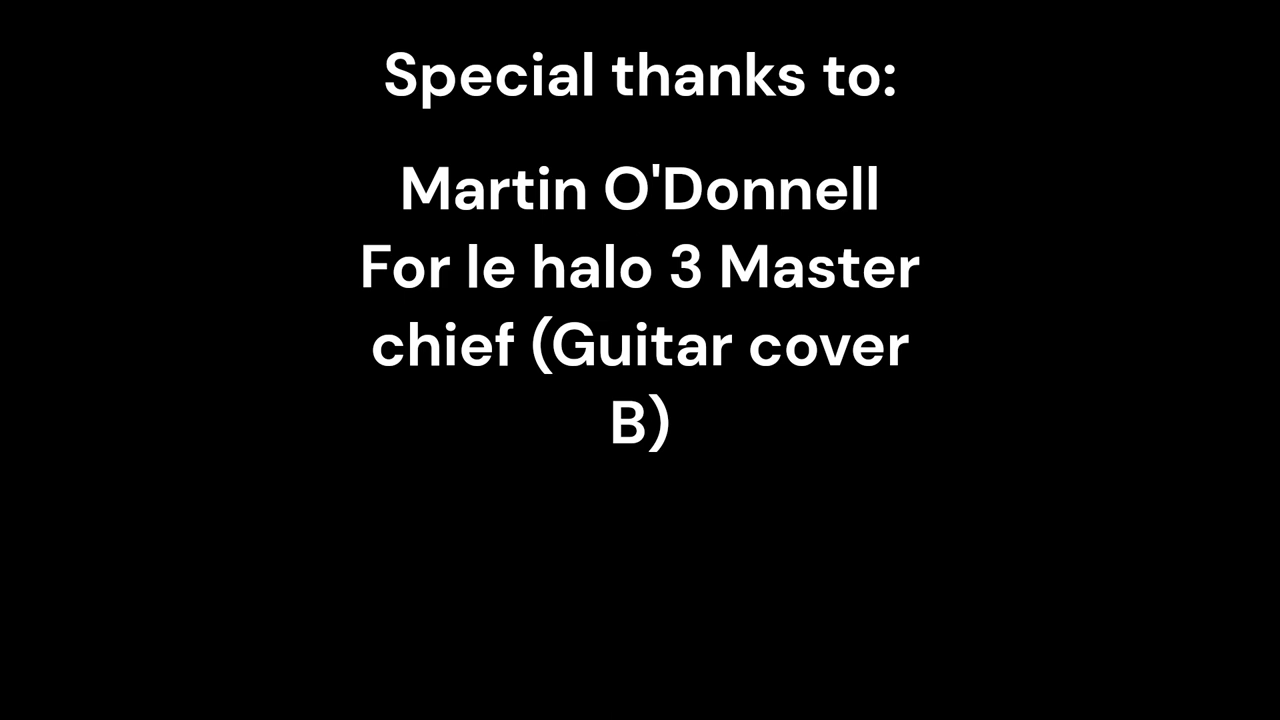 Special thanks to:
Martin O'Donnell
For le halo 3 Master
chief (Guitar cover
B)